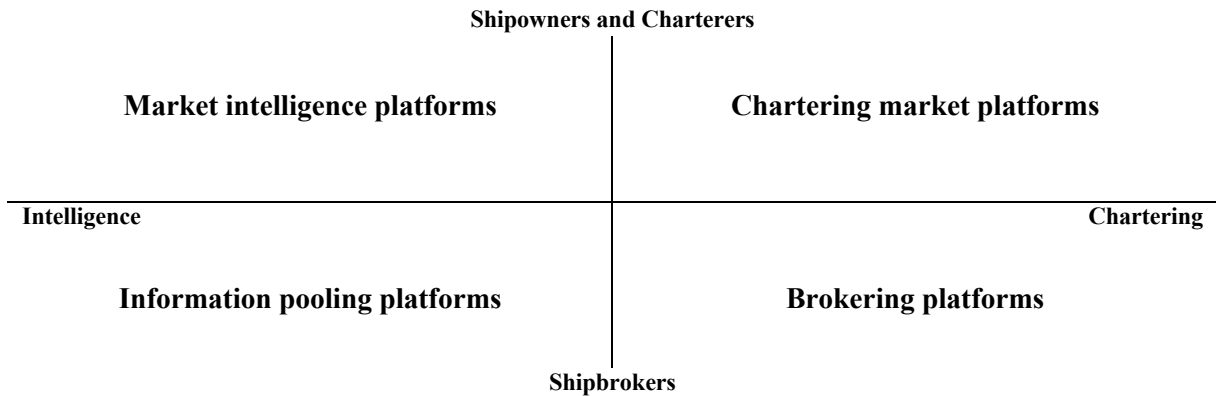 Shipowners and Charterers
Market intelligence platforms
Chartering market platforms
Intelligence
Chartering
Information pooling platforms
Brokering platforms
Shipbrokers